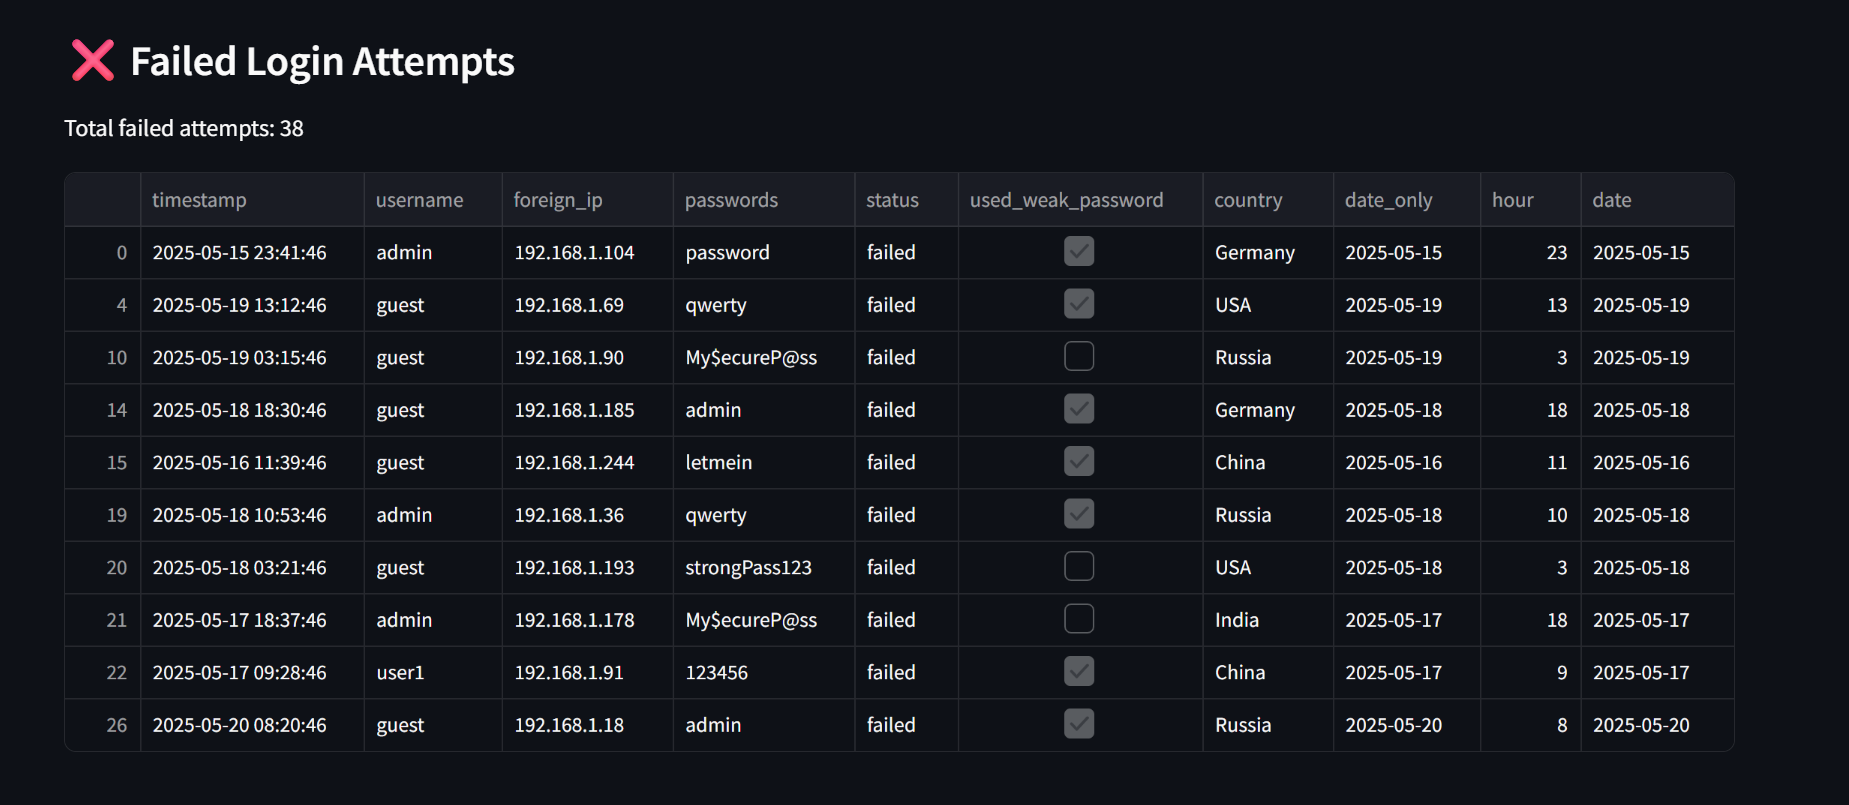 ❌ Failed Login Attempts
Total failed attempts: 38
timestamp username foreign_ip passwords status used_weak_password country date_only hour date
0 2025-05-15 23:41:46 admin 192.168.1.104 password failed Germany 2025-05-15 23 2025-05-15
4 2025-05-19 13:12:46 guest 192.168.1.69 qwerty failed USA 2025-05-19 13 2025-05-19
10 2025-05-19 03:15:46 guest 192.168.1.90 My$ecureP@ss failed Russia 2025-05-19 3 2025-05-19
14 2025-05-18 18:30:46 guest 192.168.1.185 admin failed Germany 2025-05-18 18 2025-05-18
15 2025-05-16 11:39:46 guest 192.168.1.244 letmein failed China 2025-05-16 11 2025-05-16
19 2025-05-18 10:53:46 admin 192.168.1.36 qwerty failed Russia 2025-05-18 10 2025-05-18
20 2025-05-18 03:21:46 guest 192.168.1.193 strongPass123 failed USA 2025-05-18 3 2025-05-18
21 2025-05-17 18:37:46 admin 192.168.1.178 My$ecureP@ss failed India 2025-05-17 18 2025-05-17
22 2025-05-17 09:28:46 user1 192.168.1.91 123456 failed China 2025-05-17 9 2025-05-17
26 2025-05-20 08:20:46 guest 192.168.1.18 admin failed Russia 2025-05-20 8 2025-05-20